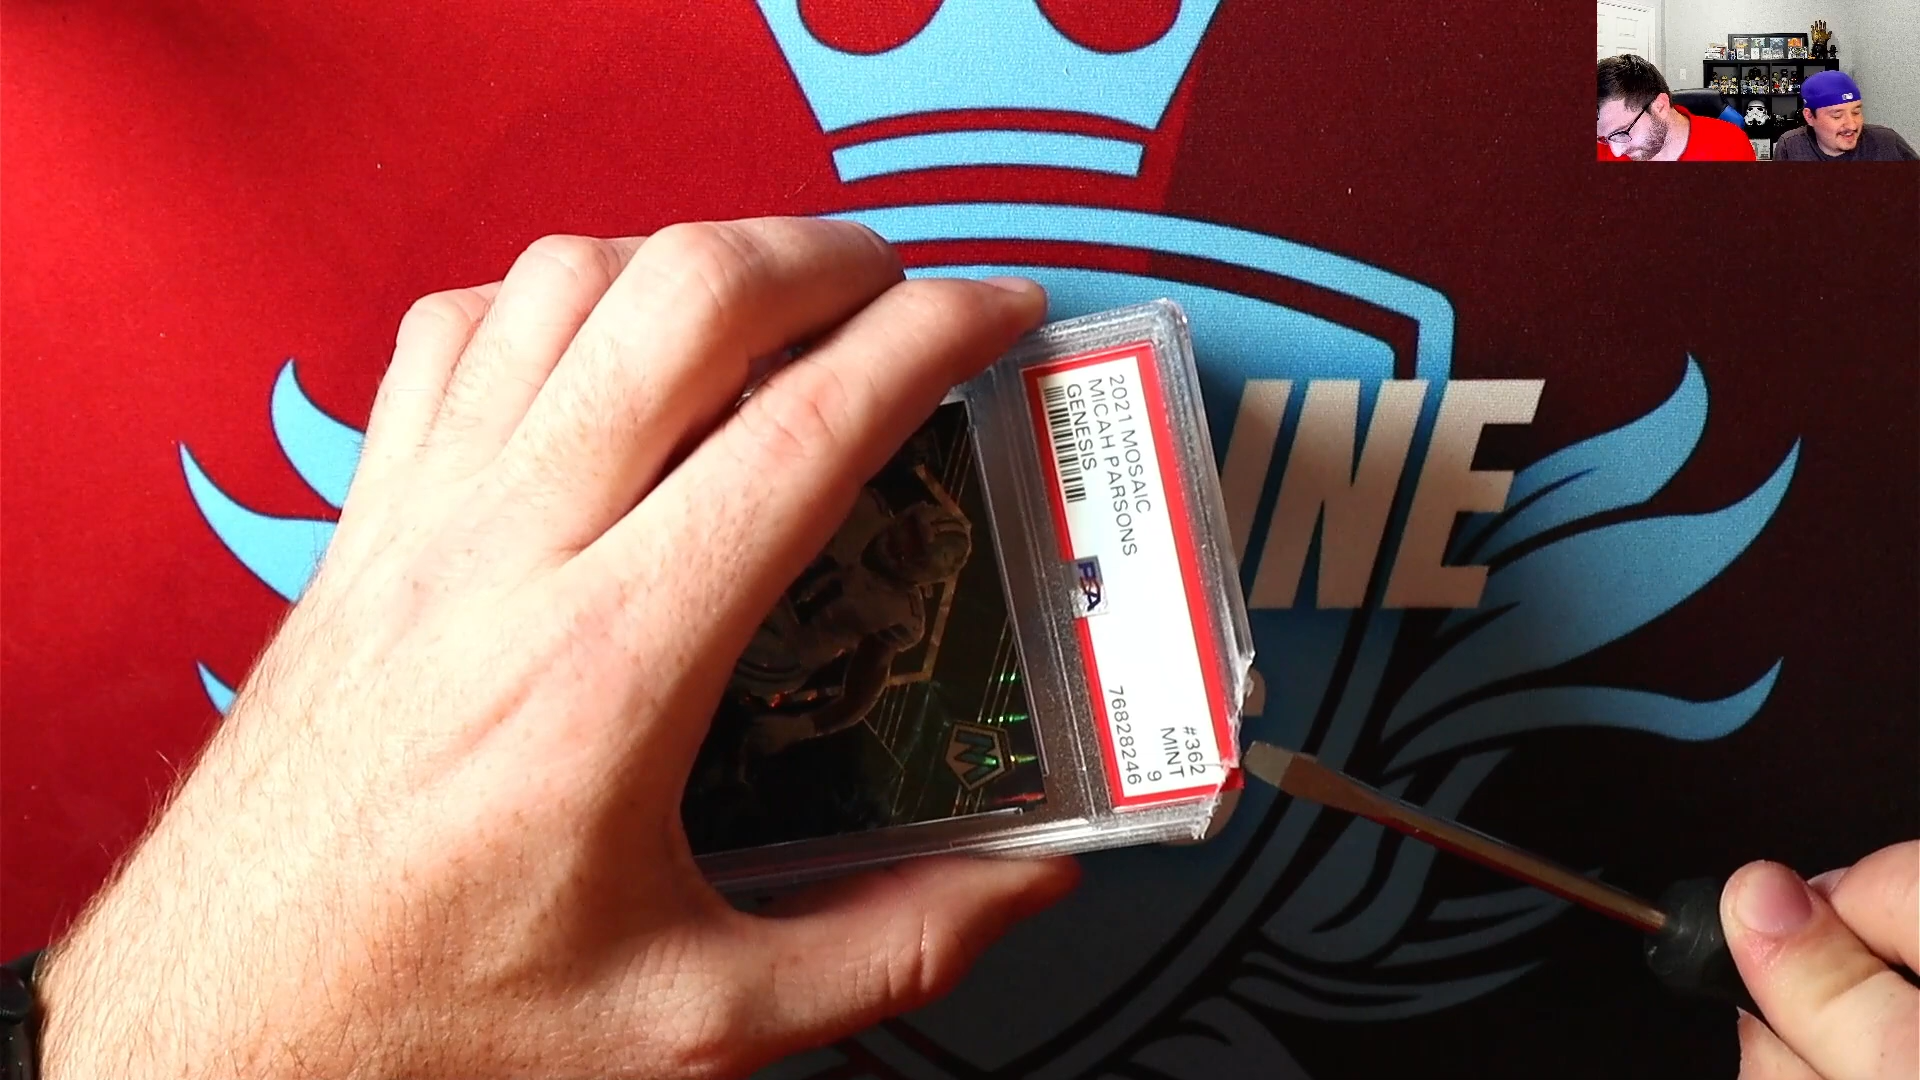 2021 MOSAIC
MICAH PARSONS
GENESIS
#362
MINT
9
76828246
PSA
INE